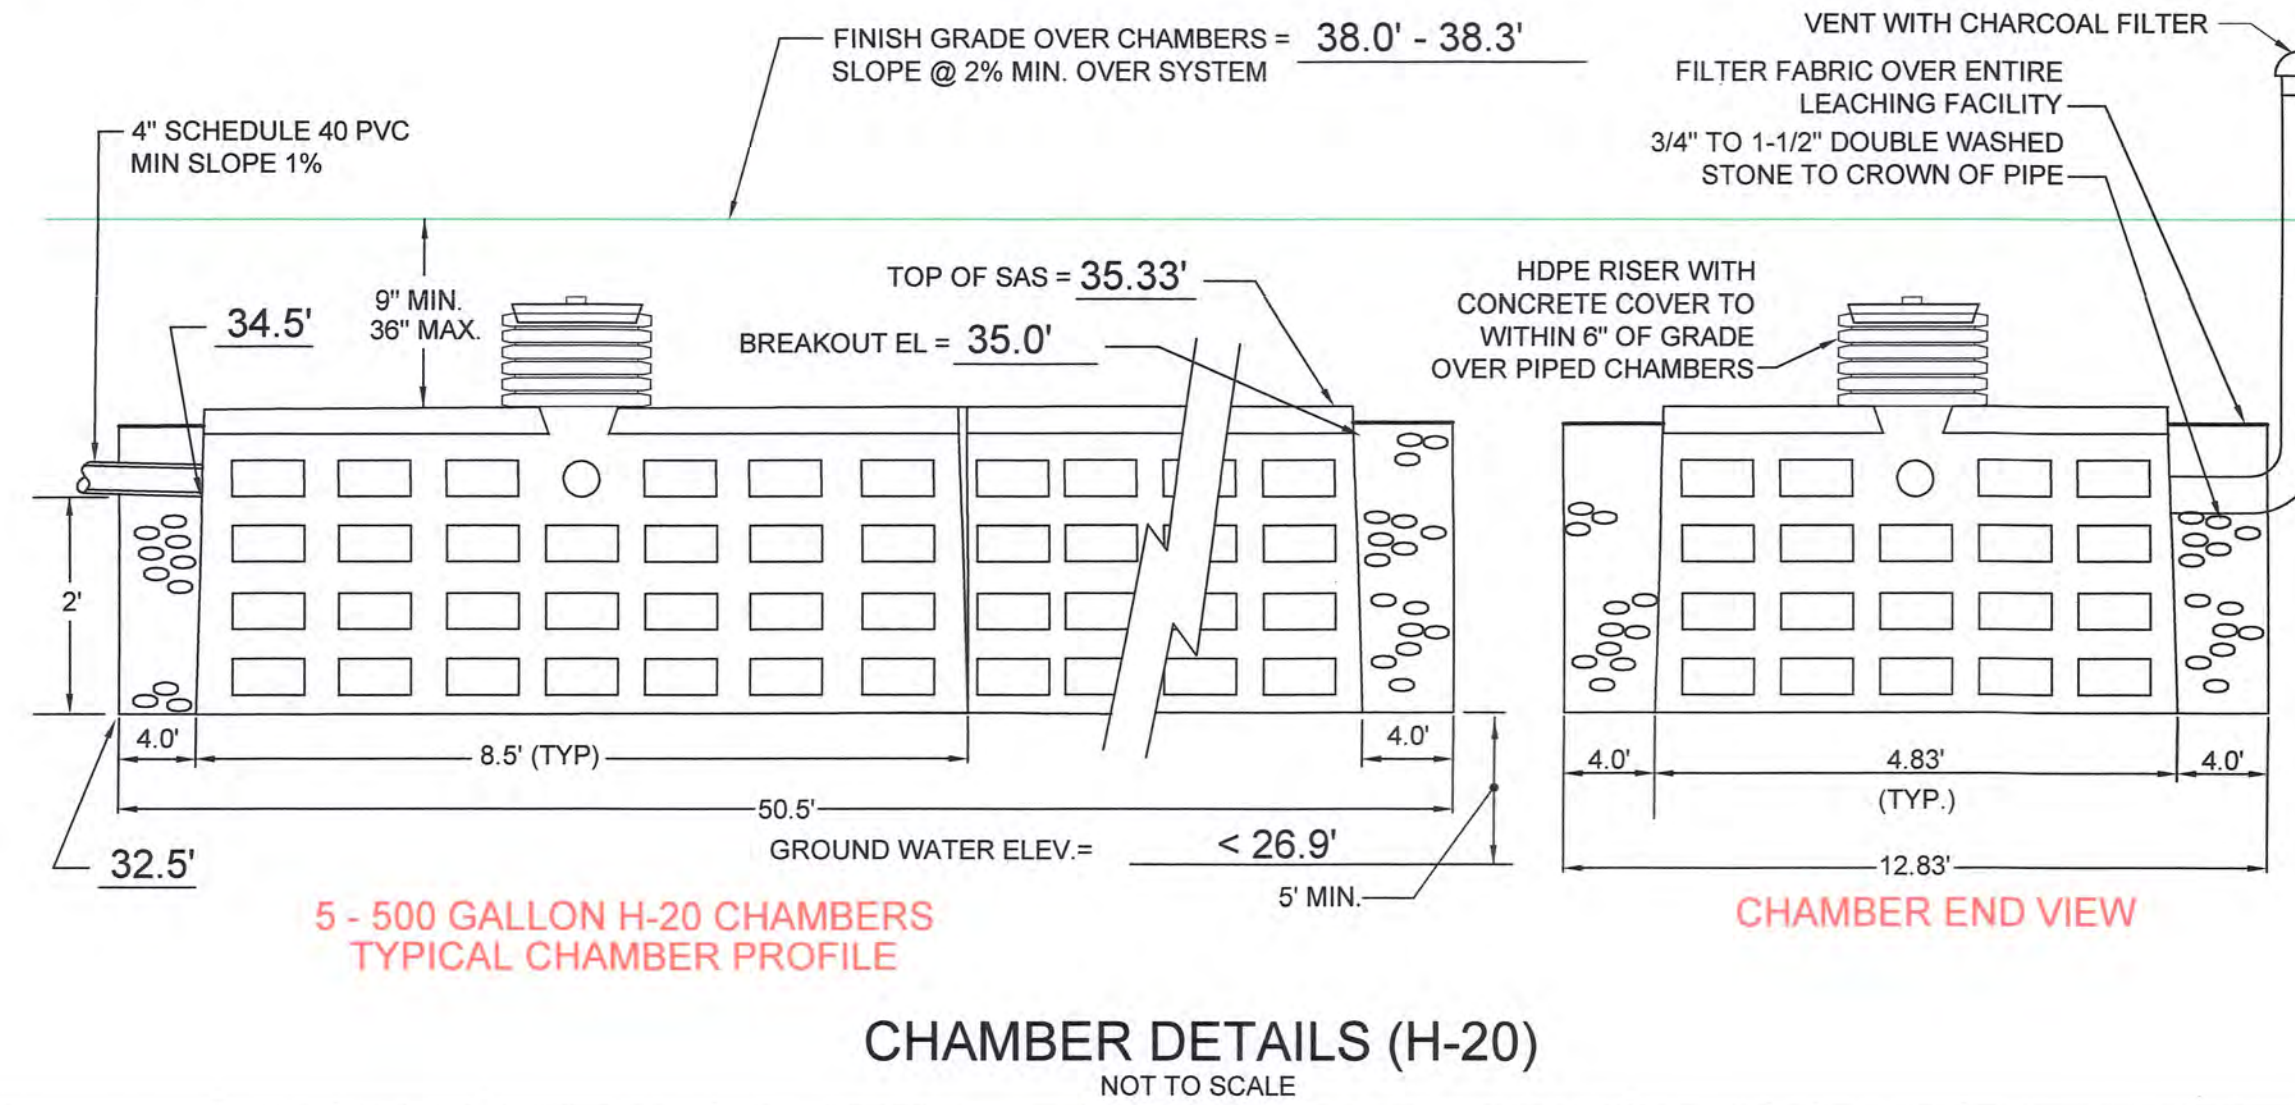 FINISH GRADE OVER CHAMBERS = 38.0' - 38.3'
SLOPE @ 2% MIN. OVER SYSTEM
VENT WITH CHARCOAL FILTER
FILTER FABRIC OVER ENTIRE
LEACHING FACILITY
3/4" TO 1-1/2" DOUBLE WASHED
STONE TO CROWN OF PIPE
4" SCHEDULE 40 PVC
MIN SLOPE 1%
9" MIN.
36" MAX.
34.5'
TOP OF SAS = 35.33'
BREAKOUT EL = 35.0'
HDPE RISER WITH
CONCRETE COVER TO
WITHIN 6" OF GRADE
OVER PIPED CHAMBERS
2'
4.0'
8.5' (TYP)
4.0'
50.5'
32.5'
GROUND WATER ELEV.= < 26.9'
5' MIN.
4.0'
4.83'
(TYP.)
4.0'
12.83'
5 - 500 GALLON H-20 CHAMBERS
TYPICAL CHAMBER PROFILE
CHAMBER END VIEW
CHAMBER DETAILS (H-20)
NOT TO SCALE